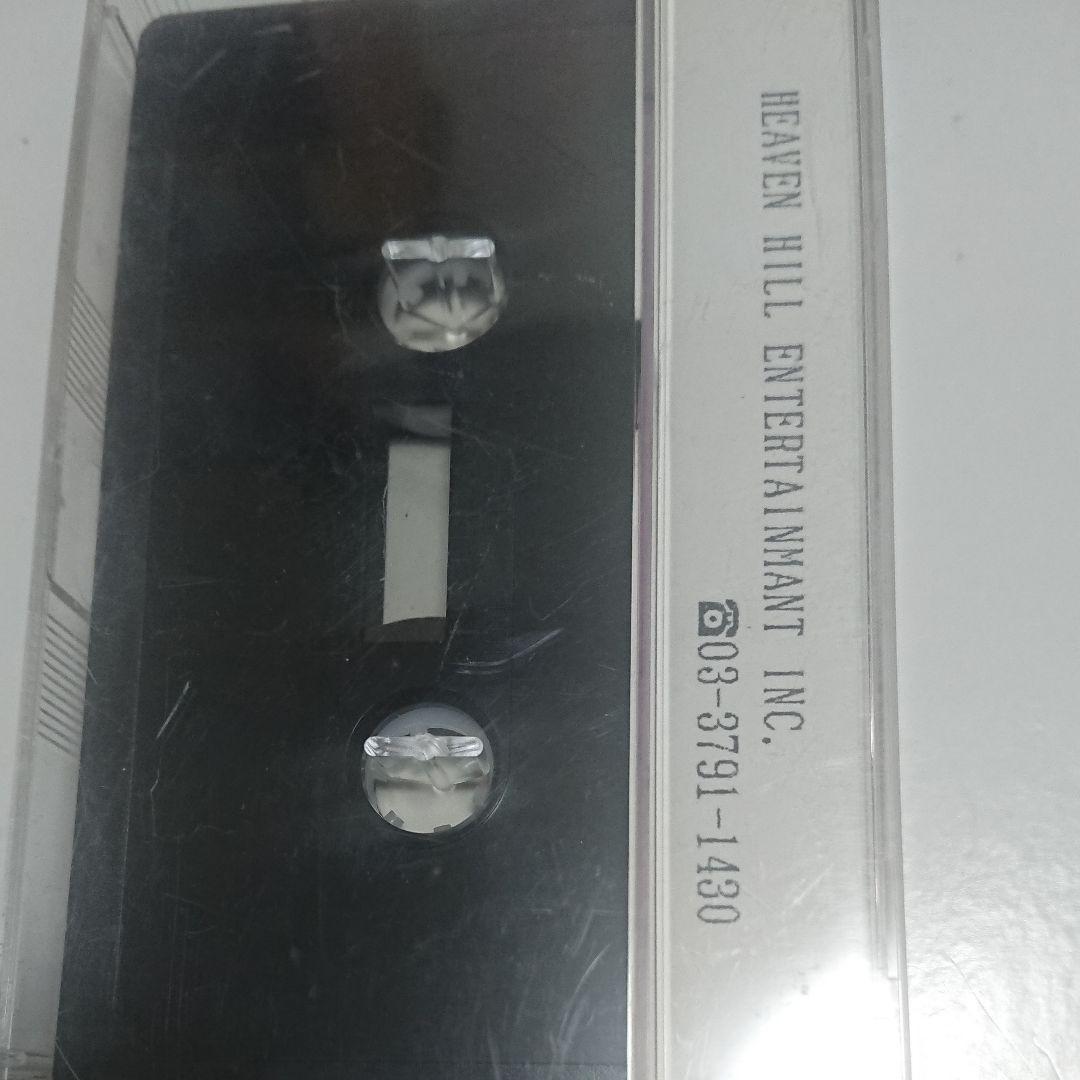 HEAVEN HILL ENTERTAINMANT INC.
☎03-3791-1430